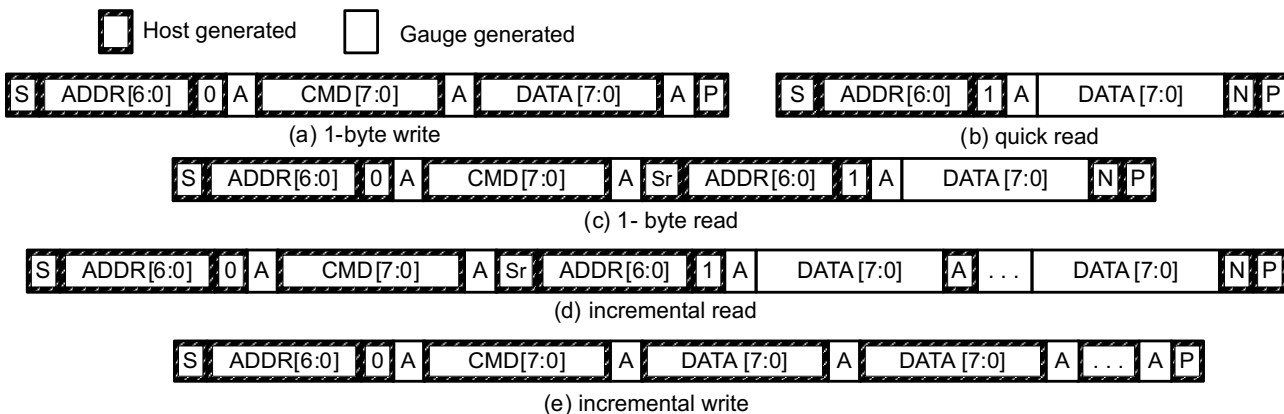 Host generated Gauge generated
S ADDR[6:0] 0 A CMD[7:0] A DATA[7:0] A P S ADDR[6:0] 1 A DATA[7:0] N P
(a) 1-byte write (b) quick read
S ADDR[6:0] 0 A CMD[7:0] A Sr ADDR[6:0] 1 A DATA[7:0] N P
(c) 1- byte read
S ADDR[6:0] 0 A CMD[7:0] A Sr ADDR[6:0] 1 A DATA[7:0] A . . . DATA[7:0] N P
(d) incremental read
S ADDR[6:0] 0 A CMD[7:0] A DATA[7:0] A DATA[7:0] A . . . A P
(e) incremental write